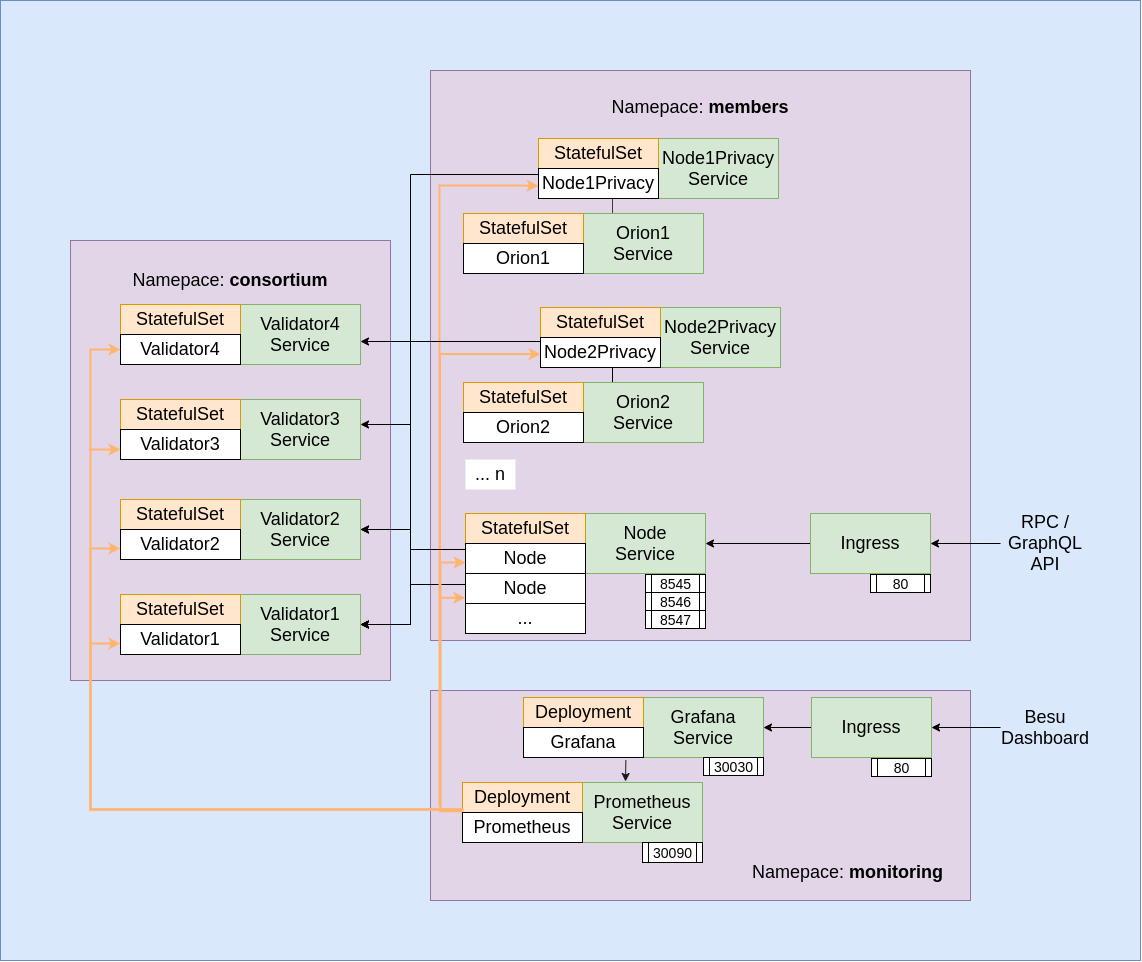 Namepace: members
StatefulSet
Node1Privacy
Node1Privacy
Service
StatefulSet
Orion1
Orion1
Service
StatefulSet
Node2Privacy
Node2Privacy
Service
StatefulSet
Orion2
Orion2
Service
... n
StatefulSet
Node
Node
...
Node
Service
8545
8546
8547
Ingress
80
RPC /
GraphQL
API
Namepace: consortium
StatefulSet
Validator4
Validator4
Service
StatefulSet
Validator3
Validator3
Service
StatefulSet
Validator2
Validator2
Service
StatefulSet
Validator1
Validator1
Service
Deployment
Grafana
Grafana
Service
30030
Ingress
80
Besu
Dashboard
Deployment
Prometheus
Prometheus
Service
30090
Namepace: monitoring